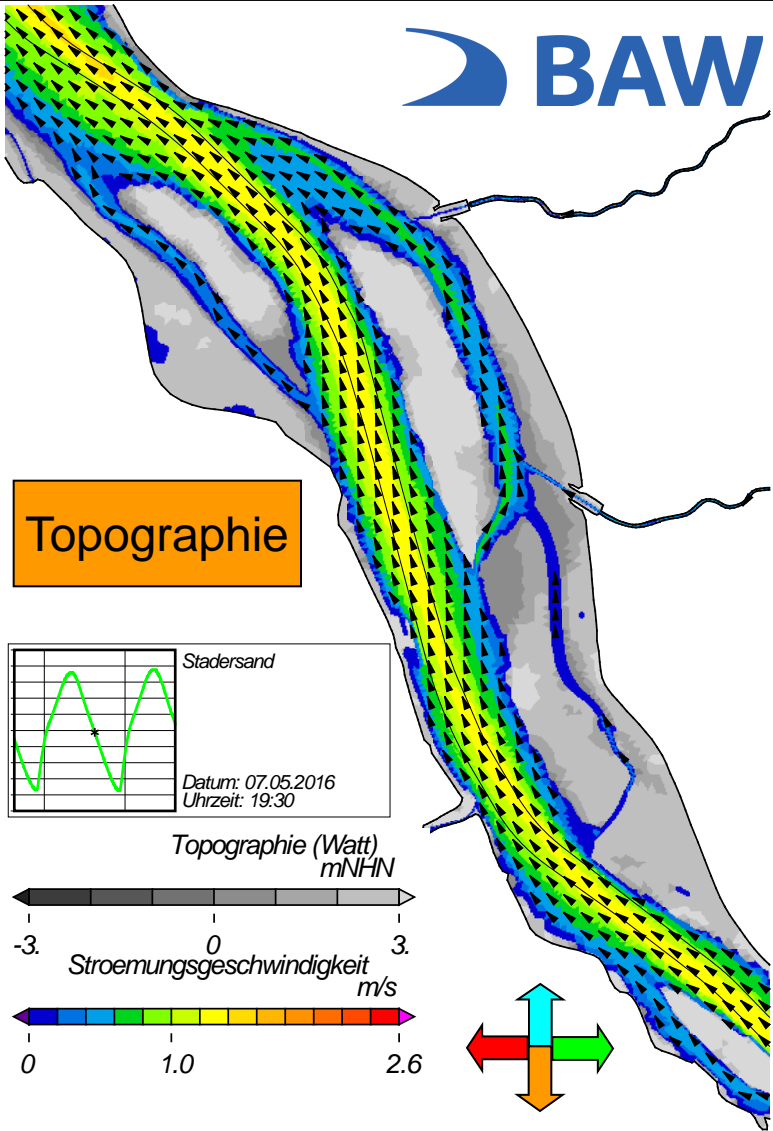 BAW
Topographie
Stadersand
Datum: 07.05.2016
Uhrzeit: 19:30
Topographie (Watt)
mNHN
-3. 0 3.
Stroemungsgeschwindigkeit
m/s
0 1.0 2.6